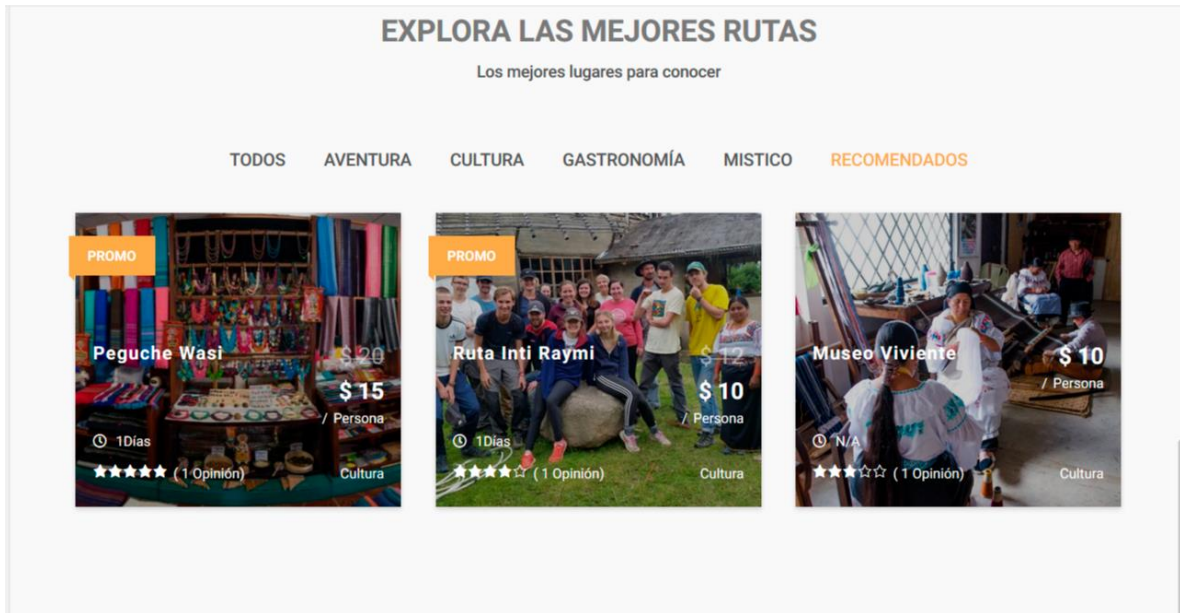 EXPLORA LAS MEJORES RUTAS
Los mejores lugares para conocer
TODOS AVENTURA CULTURA GASTRONOMÍA MISTICO RECOMENDADOS
PROMO
Peguche Wasi
$ 20
$ 15
/ Persona
1Días
( 1 Opinión)
Cultura
PROMO
Ruta Inti Raymi
$ 12
$ 10
/ Persona
1Días
( 1 Opinión)
Cultura
Museo Viviente
$ 10
/ Persona
N/A
( 1 Opinión)
Cultura